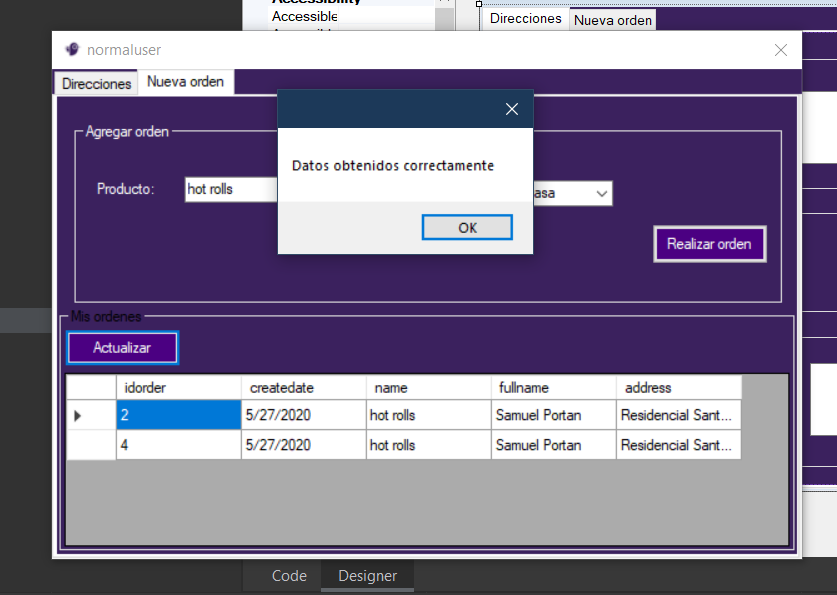 Accessibility
Accessible
Direcciones
Nueva orden
normaluser
Direcciones
Nueva orden
Agregar orden
Datos obtenidos correctamente
Producto:
hot rolls
asa
OK
Realizar orden
Mis ordenes
Actualizar
idorder createdate name fullname address
2 5/27/2020 hot rolls Samuel Portan Residencial Sant...
4 5/27/2020 hot rolls Samuel Portan Residencial Sant...
Code
Designer